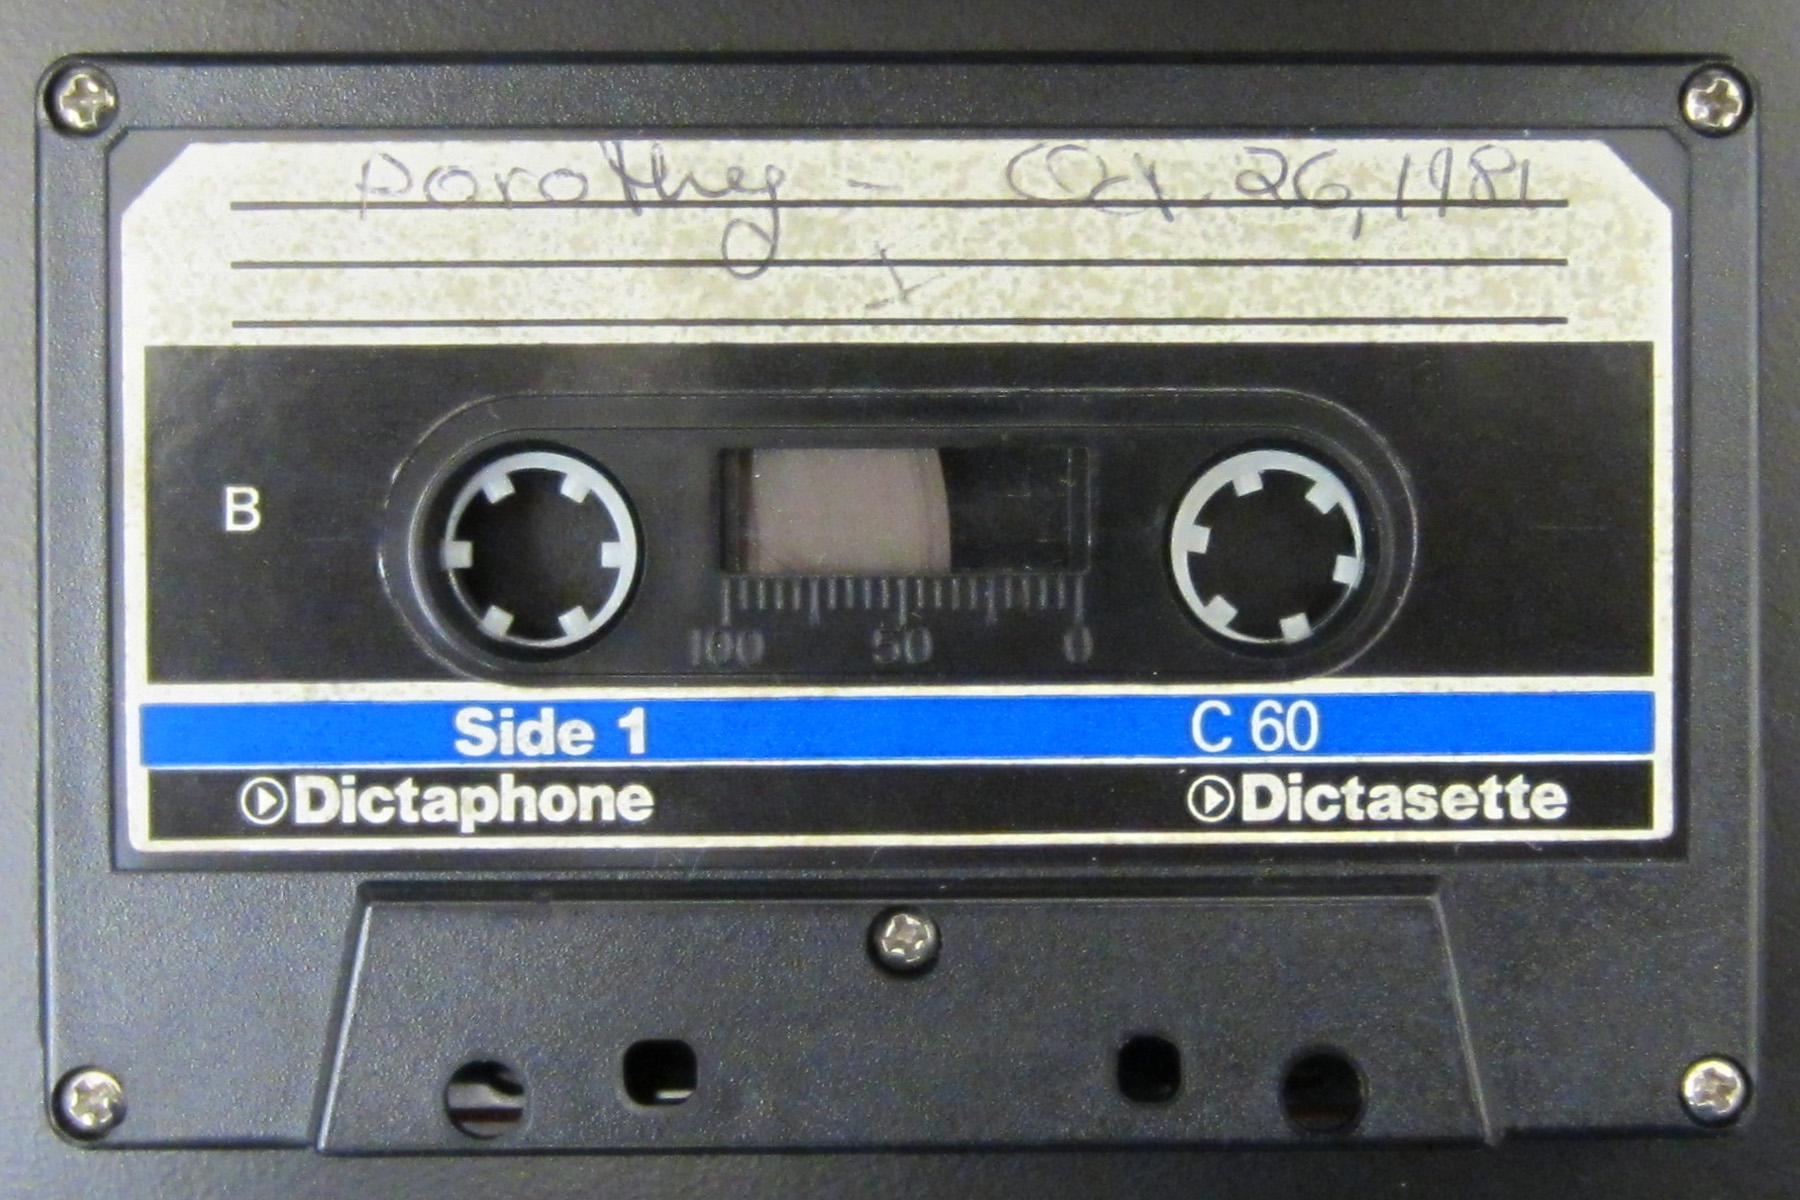 Dorothy - Oct. 26, 1981
I
B
100 50 0
Side 1 C 60
Dictaphone Dictasette